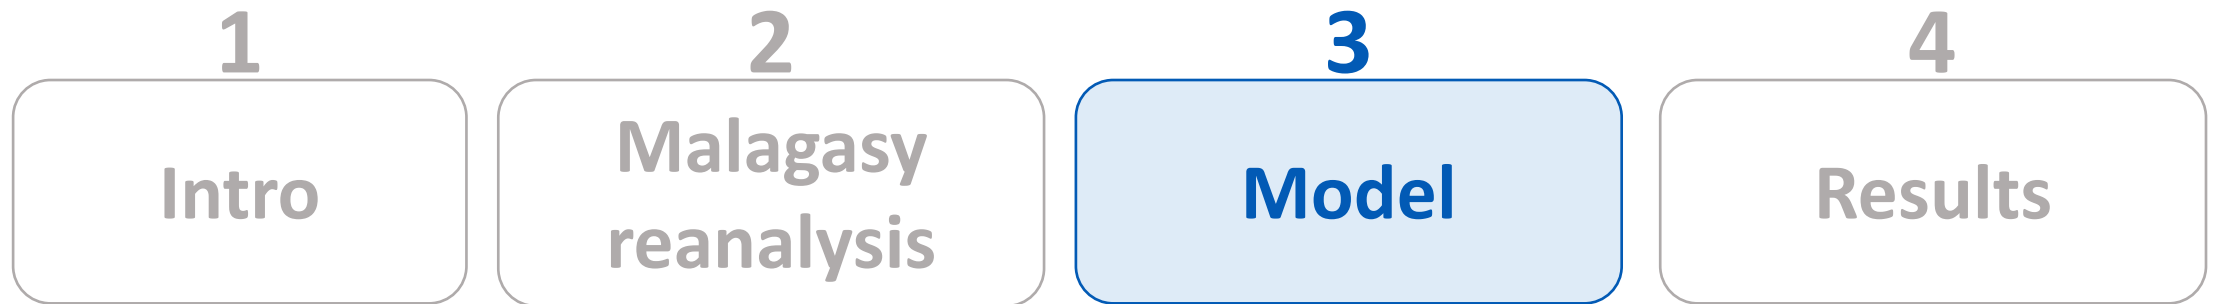 1
Intro
2
Malagasy
reanalysis
3
Model
4
Results